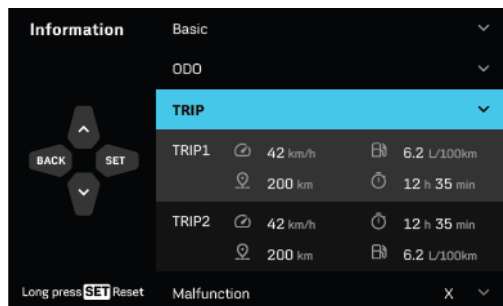 Information
Basic
ODO
TRIP
BACK
SET
TRIP1 42 km/h 6.2 L/100km
200 km 12 h 35 min
TRIP2 42 km/h 12 h 35 min
200 km 6.2 L/100km
Long press SET Reset
Malfunction X